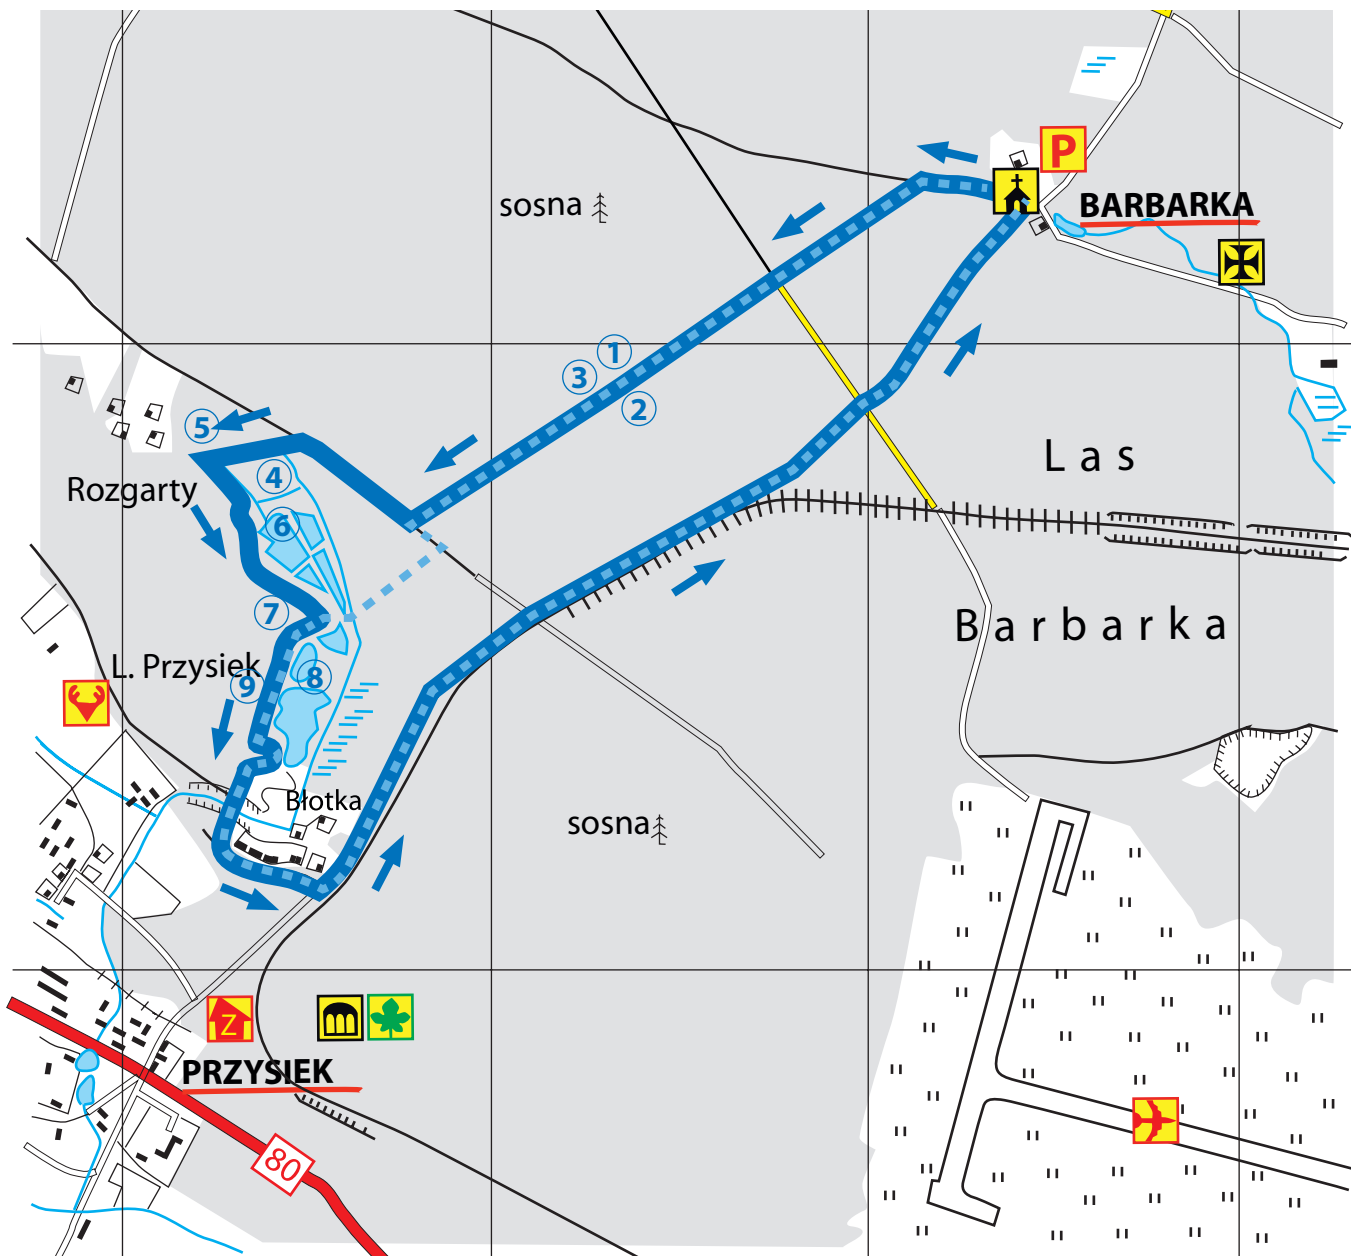 P
BARBARKA
sosna
1
3
2
5
4
Las
Rozgarty
6
7
Barbarka
L. Przysiek
8
9
Błotka
sosna
Z
PRZYSIEK
80